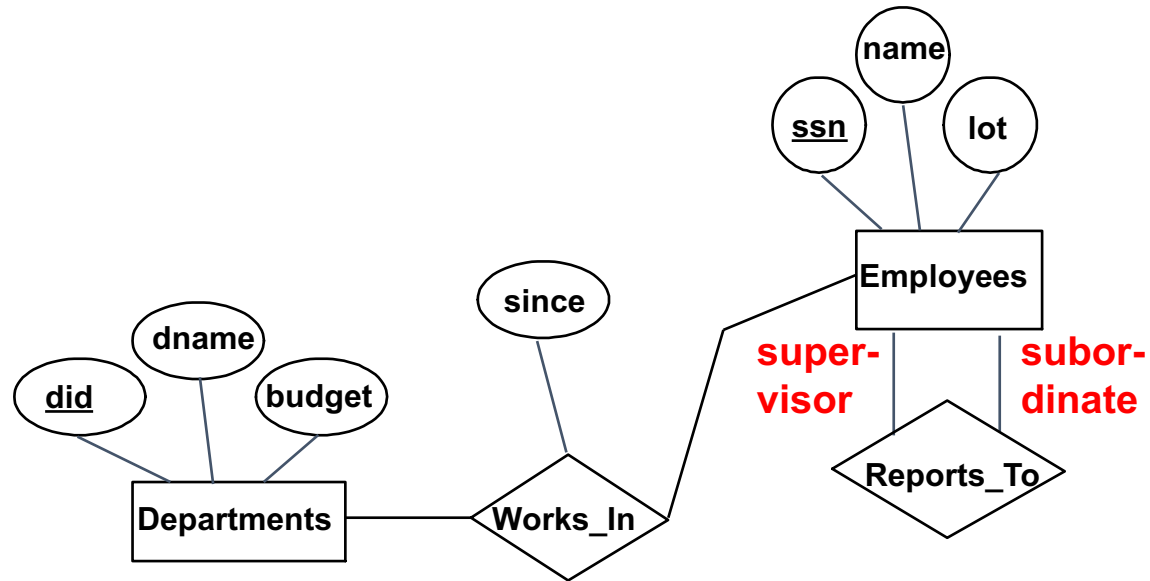 name
ssn
lot
Employees
since
super-
visor
subor-
dinate
dname
did
budget
Reports_To
Departments
Works_In